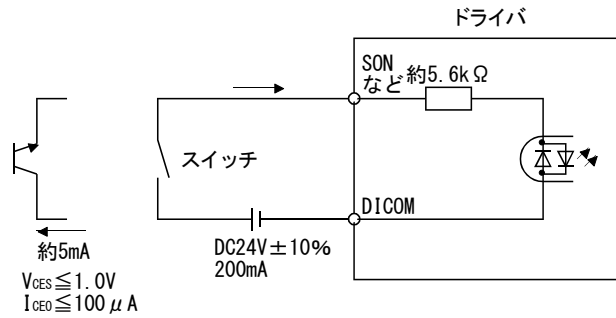 ドライバ
SON
など
約5.6kΩ
スイッチ
DICOM
約5mA
DC24V±10%
200mA
VCES≦1.0V
ICEO≦100μA